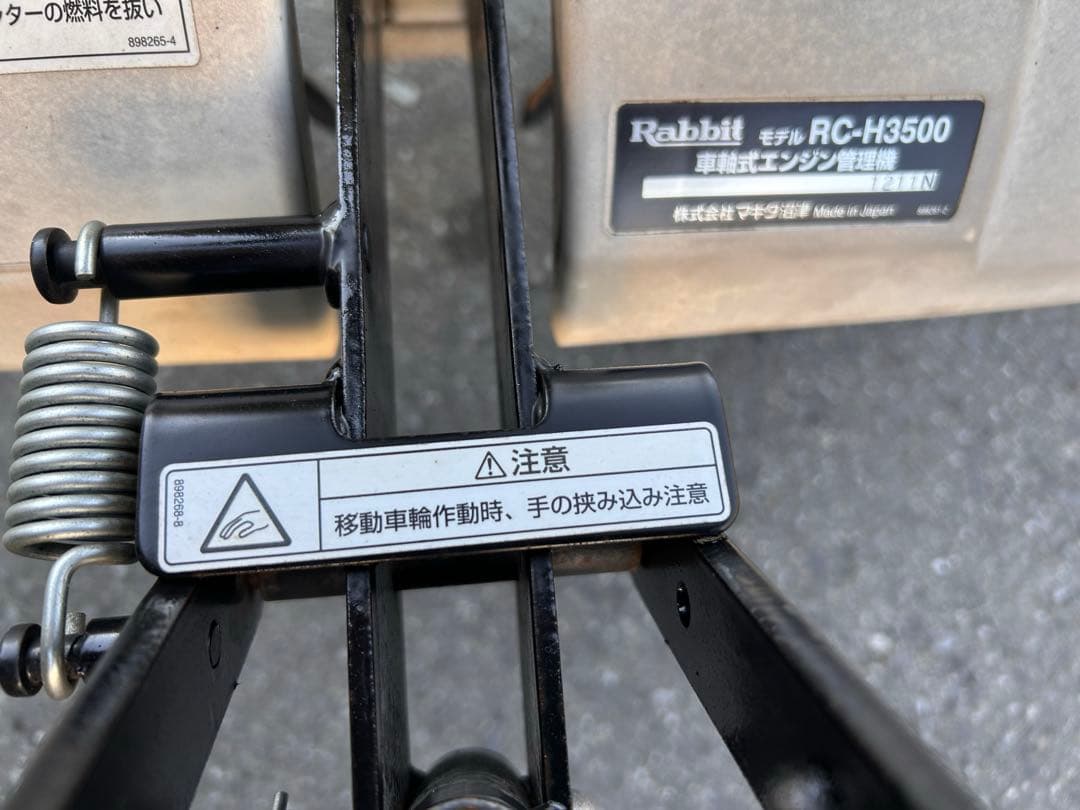 ッターの燃料を抜い
898265-4
Rabbit モデル RC-H3500
車軸式エンジン管理機
1211N
株式会社マキタ沼津 Made in Japan
898268-8
⚠注意
移動車輪作動時、手の挟み込み注意